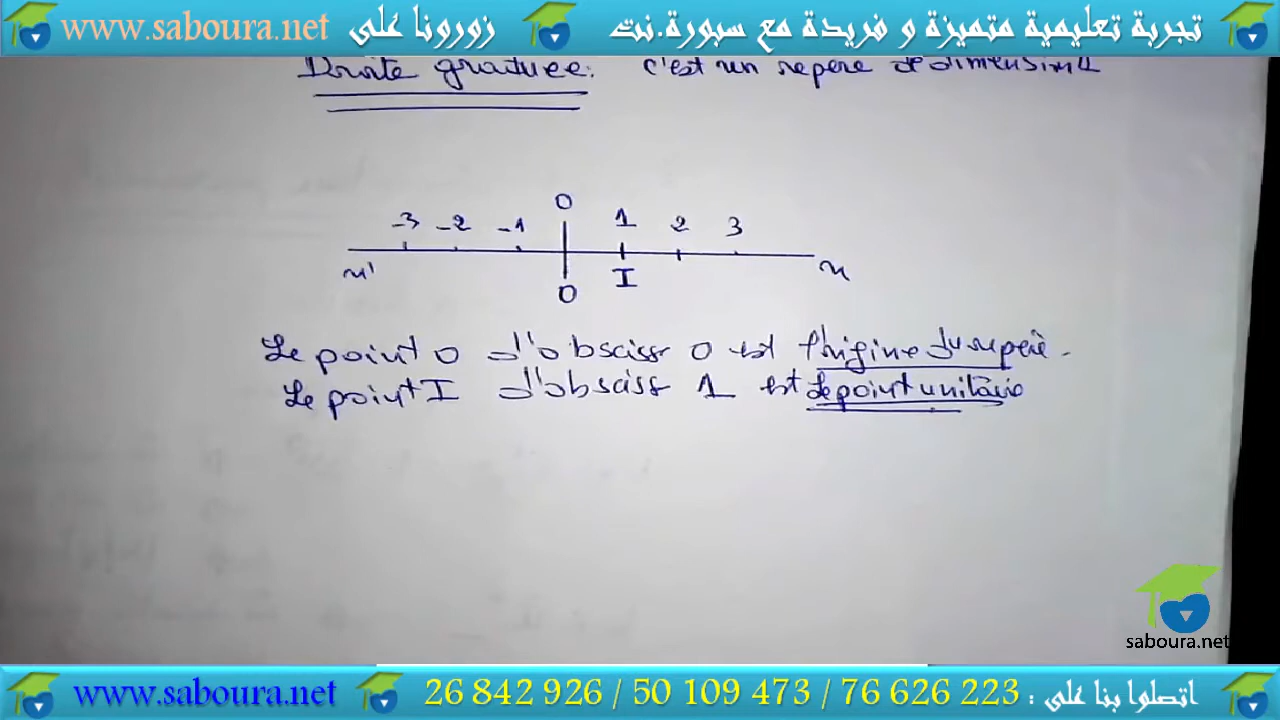 www.saboura.net زورونا على تجربة تعليمية متميزة و فريدة مع سبورة.نت
Droite graduée: c'est un repère de dimension 1
0
-3 -2 -1 1 2 3
x' I x
O
Le point O d'obsciss 0 est l'origine du repère.
Le point I d'obsciss 1 est le point unitaire
saboura.net
www.saboura.net 26 842 926 / 50 109 473 / 76 626 223 : اتصلوا بنا على